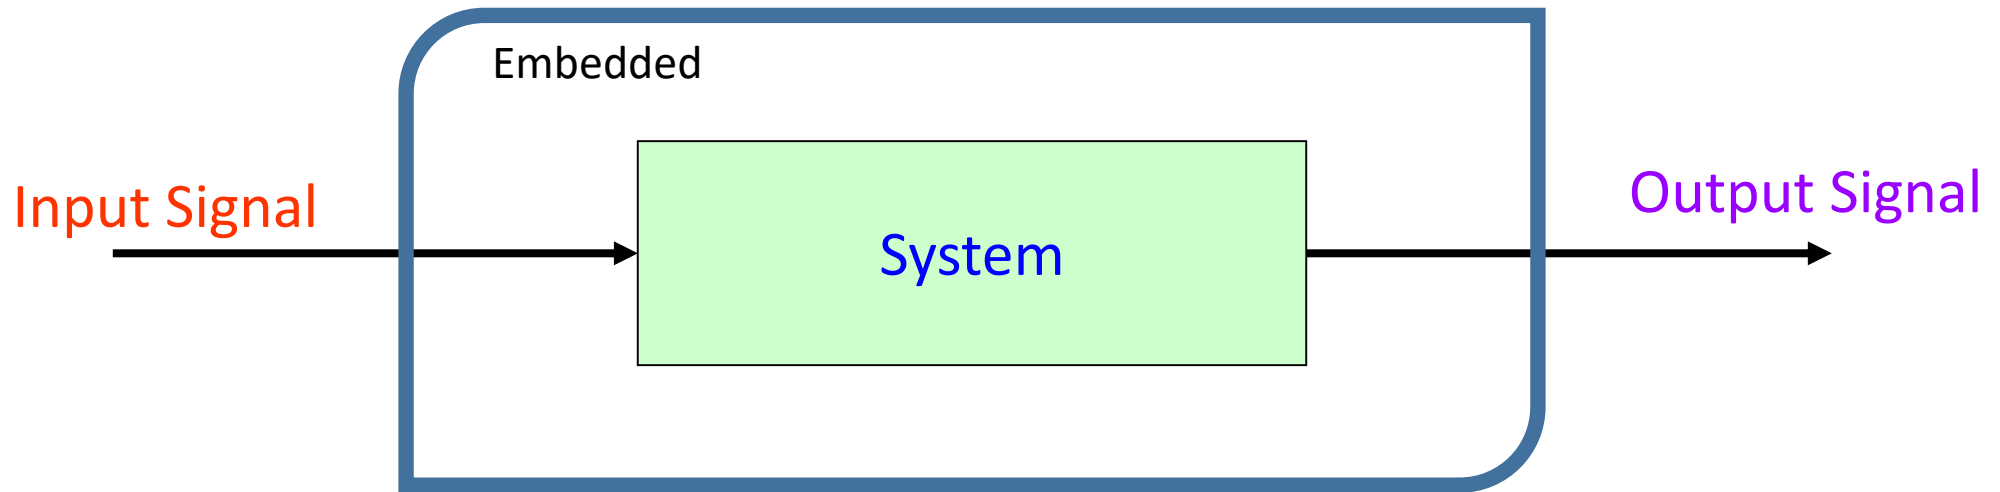 Embedded
Input Signal
System
Output Signal